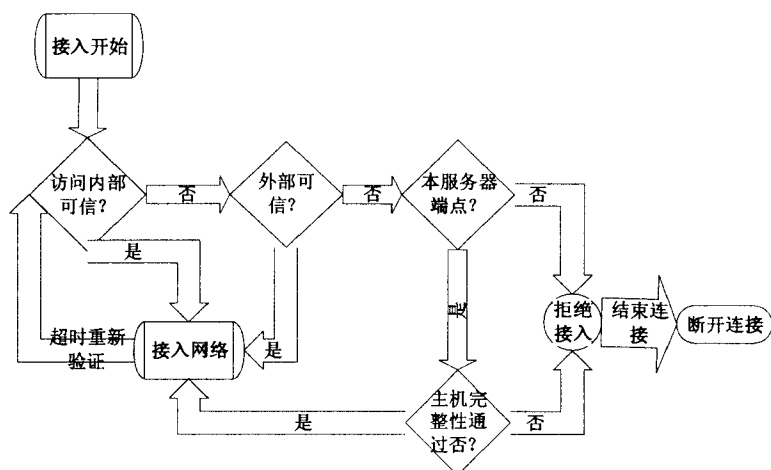 接入开始
访问内部
可信?
否
外部可
信?
否
本服务器
端点?
否
是
是
是
超时重新
验证
接入网络
拒绝
接入
结束连
接
断开连接
主机完
整性通
过否?
是
否